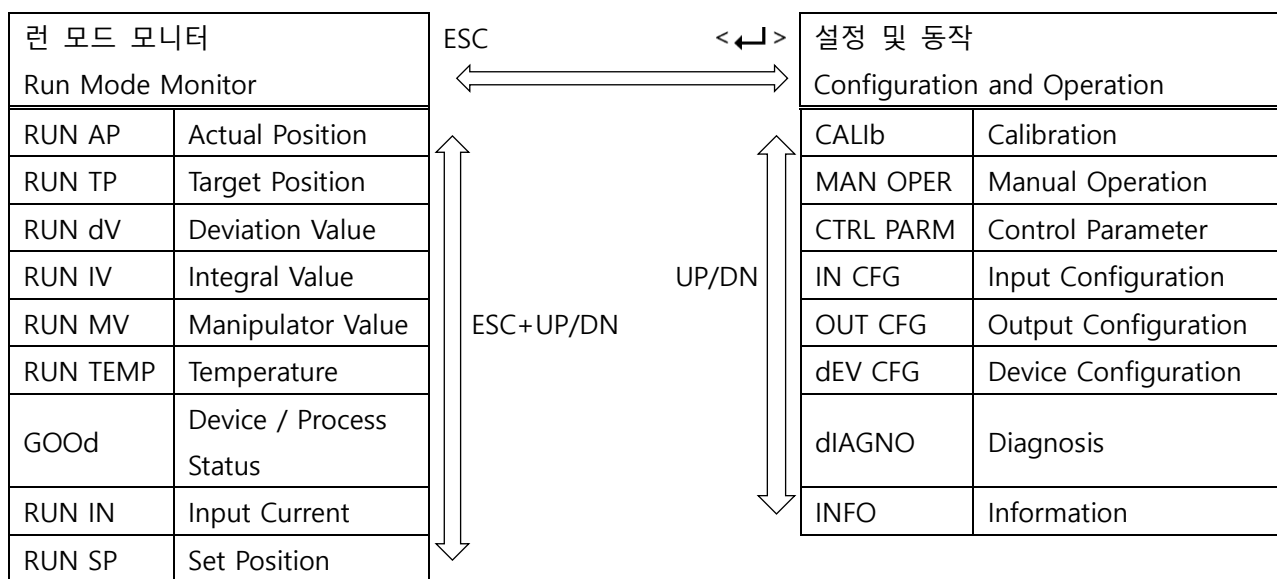 런 모드 모니터
Run Mode Monitor
ESC
<↵>
설정 및 동작
Configuration and Operation
RUN AP Actual Position
RUN TP Target Position
RUN dV Deviation Value
RUN IV Integral Value
RUN MV Manipulator Value
RUN TEMP Temperature
GOOd Device / Process
Status
RUN IN Input Current
RUN SP Set Position
ESC+UP/DN
UP/DN
CALIb Calibration
MAN OPER Manual Operation
CTRL PARM Control Parameter
IN CFG Input Configuration
OUT CFG Output Configuration
dEV CFG Device Configuration
dIAGNO Diagnosis
INFO Information